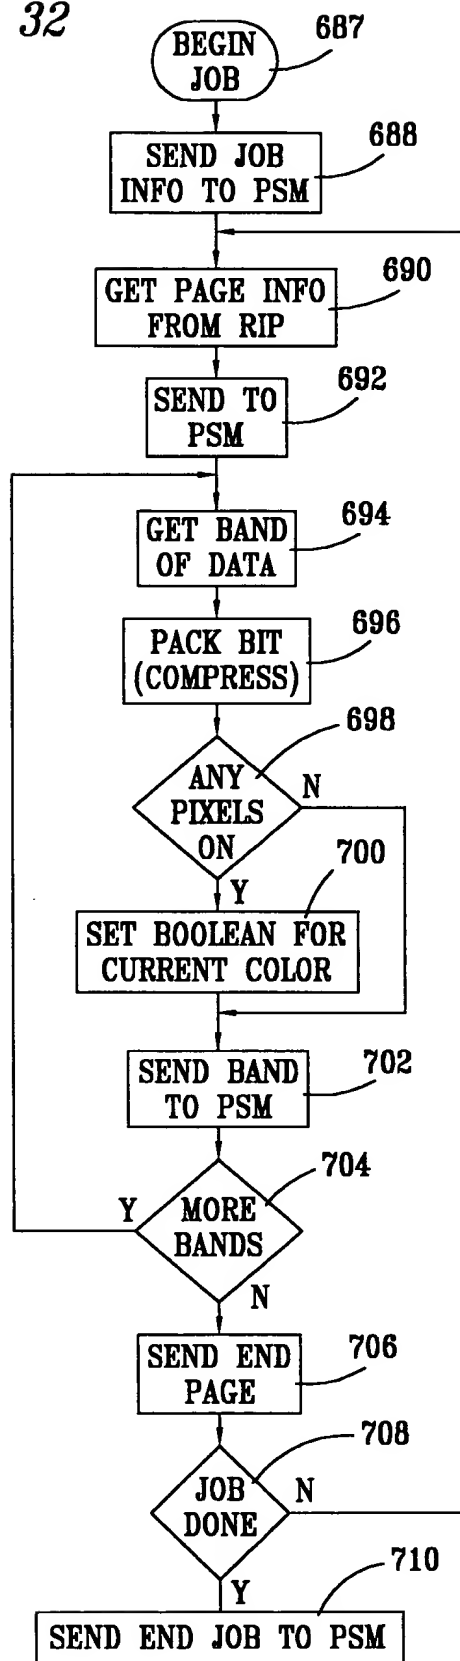 32
BEGIN
JOB
687
SEND JOB
INFO TO PSM
688
GET PAGE INFO
FROM RIP
690
SEND TO
PSM
692
GET BAND
OF DATA
694
PACK BIT
(COMPRESS)
696
ANY
PIXELS
ON
698
N
Y
SET BOOLEAN FOR
CURRENT COLOR
700
SEND BAND
TO PSM
702
MORE
BANDS
704
Y
N
SEND END
PAGE
706
JOB
DONE
708
N
Y
SEND END JOB TO PSM
710